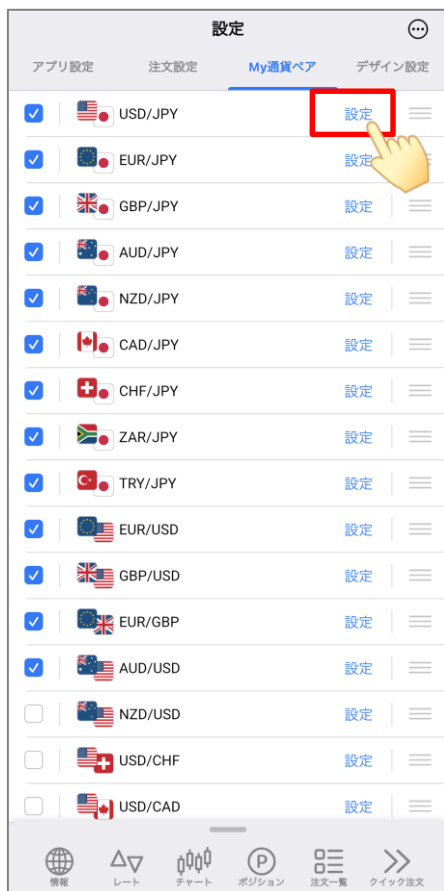 設定
アプリ設定 注文設定 My通貨ペア デザイン設定
USD/JPY 設定
EUR/JPY 設定
GBP/JPY 設定
AUD/JPY 設定
NZD/JPY 設定
CAD/JPY 設定
CHF/JPY 設定
ZAR/JPY 設定
TRY/JPY 設定
EUR/USD 設定
GBP/USD 設定
EUR/GBP 設定
AUD/USD 設定
NZD/USD 設定
USD/CHF 設定
USD/CAD 設定
P
情報 レート チャート ポジション 注文一覧 クイック注文